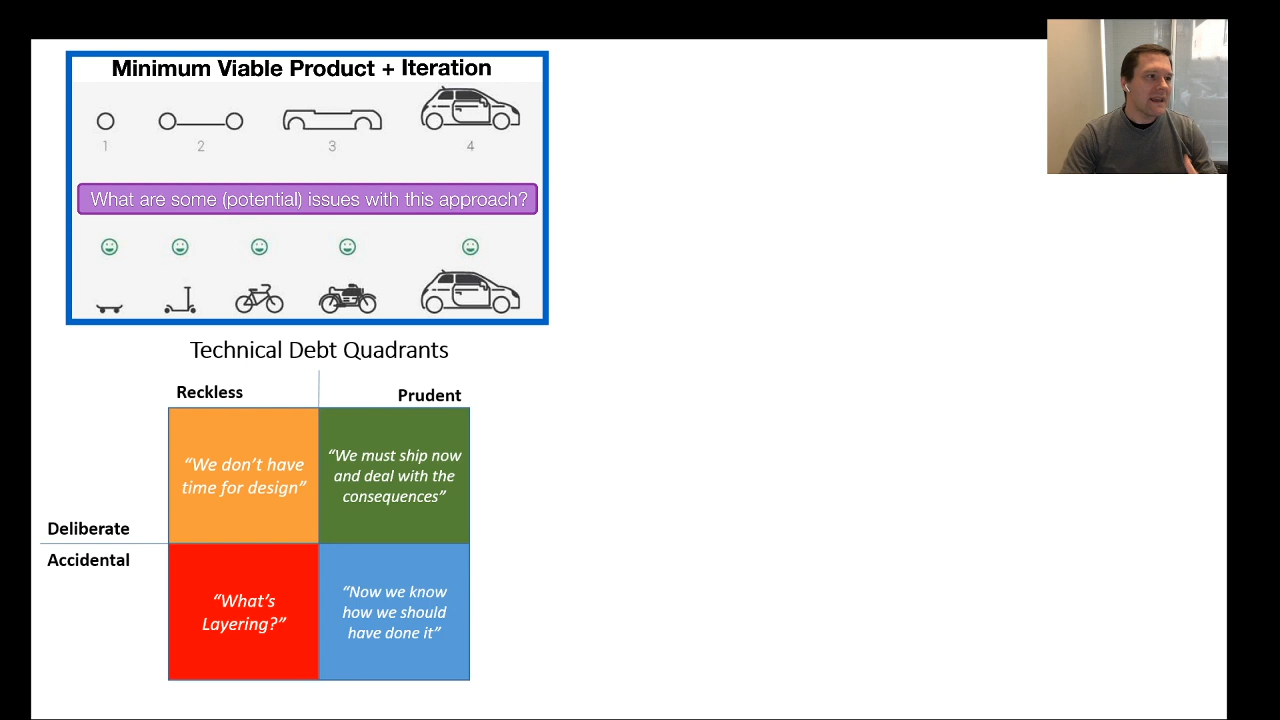 Minimum Viable Product + Iteration
1 2 3 4
What are some (potential) issues with this approach?
Technical Debt Quadrants
Reckless
Prudent
“We don’t have
time for design”
“We must ship now
and deal with the
consequences”
Deliberate
Accidental
“What’s
Layering?”
“Now we know
how we should
have done it”